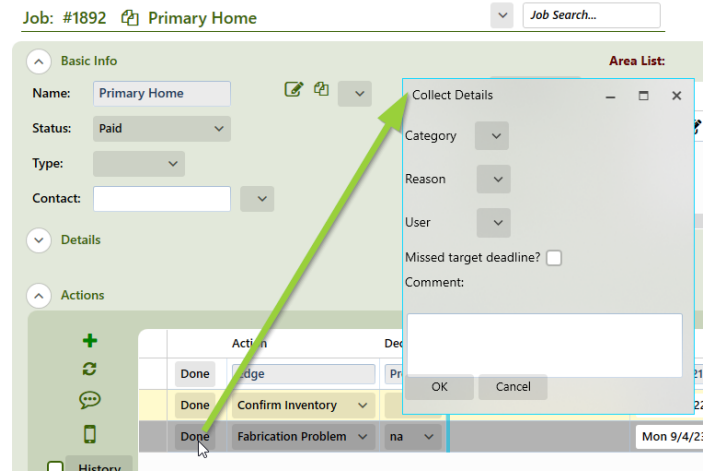 Job: #1892 Primary Home
Job Search...
Basic Info
Area List:
Name: Primary Home
Status: Paid
Type:
Contact:
Details
Actions
Collect Details
Category
Reason
User
Missed target deadline?
Comment:
OK Cancel
Action
Done
Done Confirm Inventory
Done Fabrication Problem na Mon 9/4/23
History